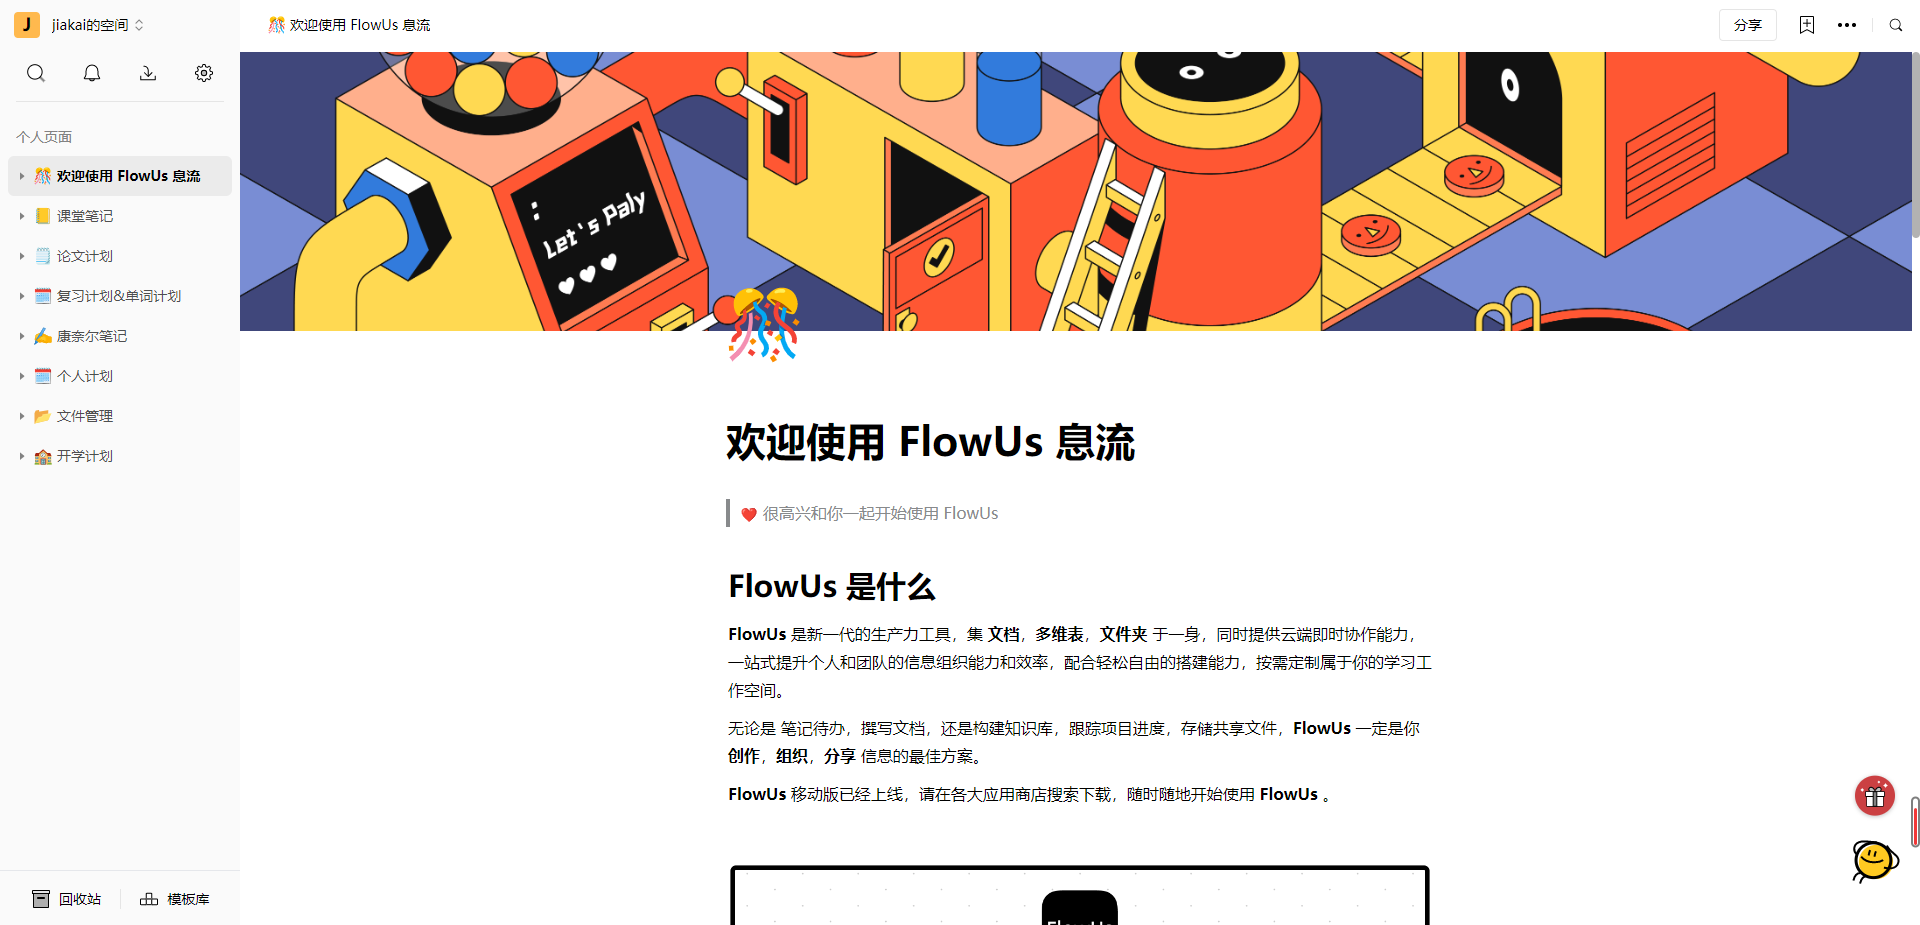 J jiakai的空间
🎊 欢迎使用 FlowUs 息流
分享
个人页面
🎊 欢迎使用 FlowUs 息流
📒 课堂笔记
🗒️ 论文计划
🗓️ 复习计划&单词计划
✍️ 康奈尔笔记
🗓️ 个人计划
📂 文件管理
🏫 开学计划
回收站
模板库
:
Let's Paly
欢迎使用 FlowUs 息流
❤️ 很高兴和你一起开始使用 FlowUs
FlowUs 是什么
FlowUs 是新一代的生产力工具，集 文档，多维表，文件夹 于一身，同时提供云端即时协作能力，
一站式提升个人和团队的信息组织能力和效率，配合轻松自由的搭建能力，按需定制属于你的学习工
作空间。
无论是 笔记待办，撰写文档，还是构建知识库，跟踪项目进度，存储共享文件，FlowUs 一定是你
创作，组织，分享 信息的最佳方案。
FlowUs 移动版已经上线，请在各大应用商店搜索下载，随时随地开始使用 FlowUs 。